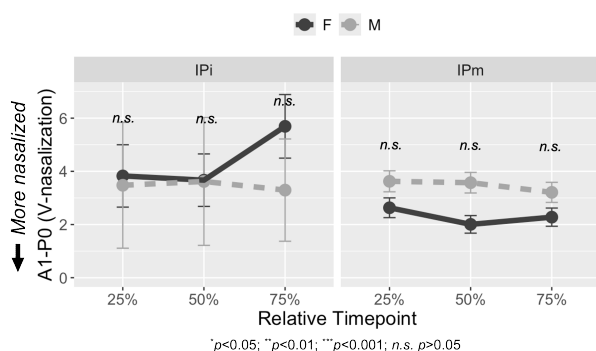 F M
IPi IPm
n.s. n.s. n.s. n.s. n.s. n.s.
6
4
2
0
← More nasalized
A1-P0 (V-nasalization)
25% 50% 75% 25% 50% 75%
Relative Timepoint
*p<0.05; **p<0.01; ***p<0.001; n.s. p>0.05